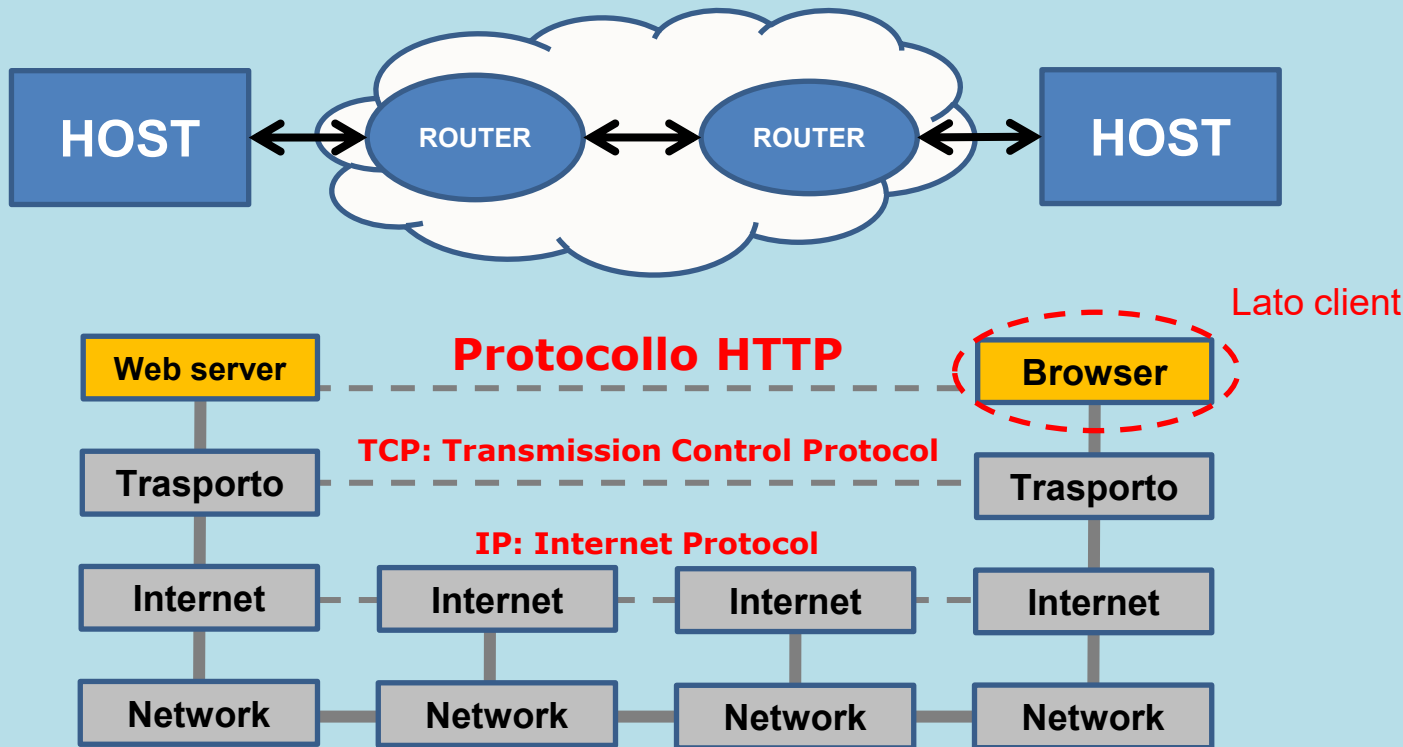 HOST
ROUTER
ROUTER
HOST
Lato client
Web server
Protocollo HTTP
Browser
TCP: Transmission Control Protocol
Trasporto
Trasporto
IP: Internet Protocol
Internet
Internet
Internet
Internet
Network
Network
Network
Network